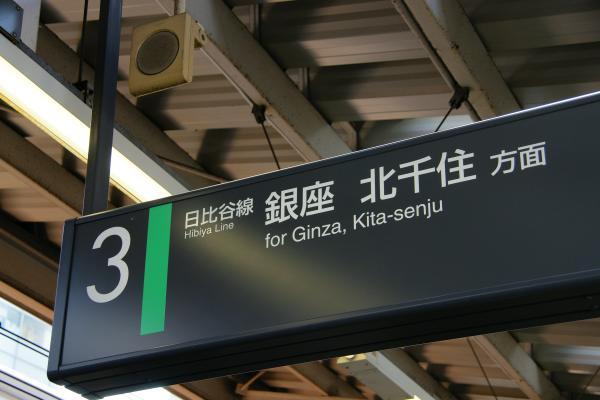 3
日比谷線 銀座 北千住 方面
Hibiya Line
for Ginza, Kita-senju